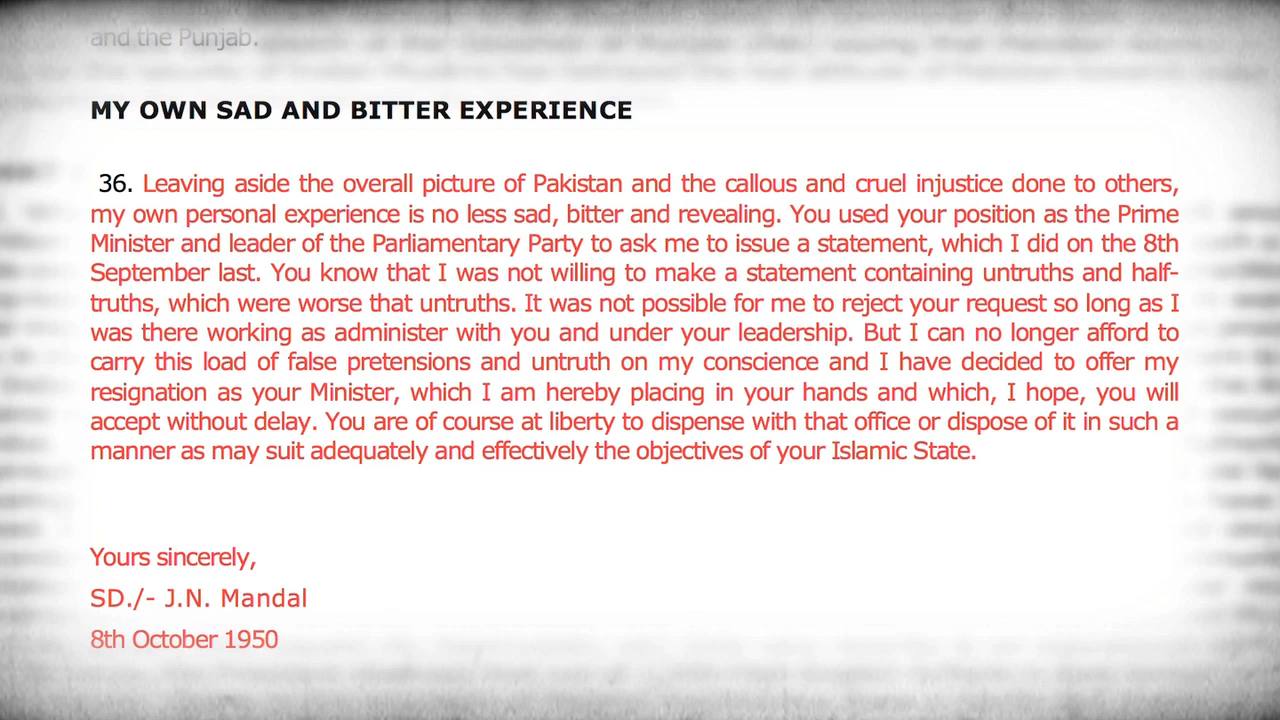 and the Punjab.
MY OWN SAD AND BITTER EXPERIENCE
36. Leaving aside the overall picture of Pakistan and the callous and cruel injustice done to others,
my own personal experience is no less sad, bitter and revealing. You used your position as the Prime
Minister and leader of the Parliamentary Party to ask me to issue a statement, which I did on the 8th
September last. You know that I was not willing to make a statement containing untruths and half-
truths, which were worse that untruths. It was not possible for me to reject your request so long as I
was there working as administer with you and under your leadership. But I can no longer afford to
carry this load of false pretensions and untruth on my conscience and I have decided to offer my
resignation as your Minister, which I am hereby placing in your hands and which, I hope, you will
accept without delay. You are of course at liberty to dispense with that office or dispose of it in such a
manner as may suit adequately and effectively the objectives of your Islamic State.
Yours sincerely,
SD./- J.N. Mandal
8th October 1950